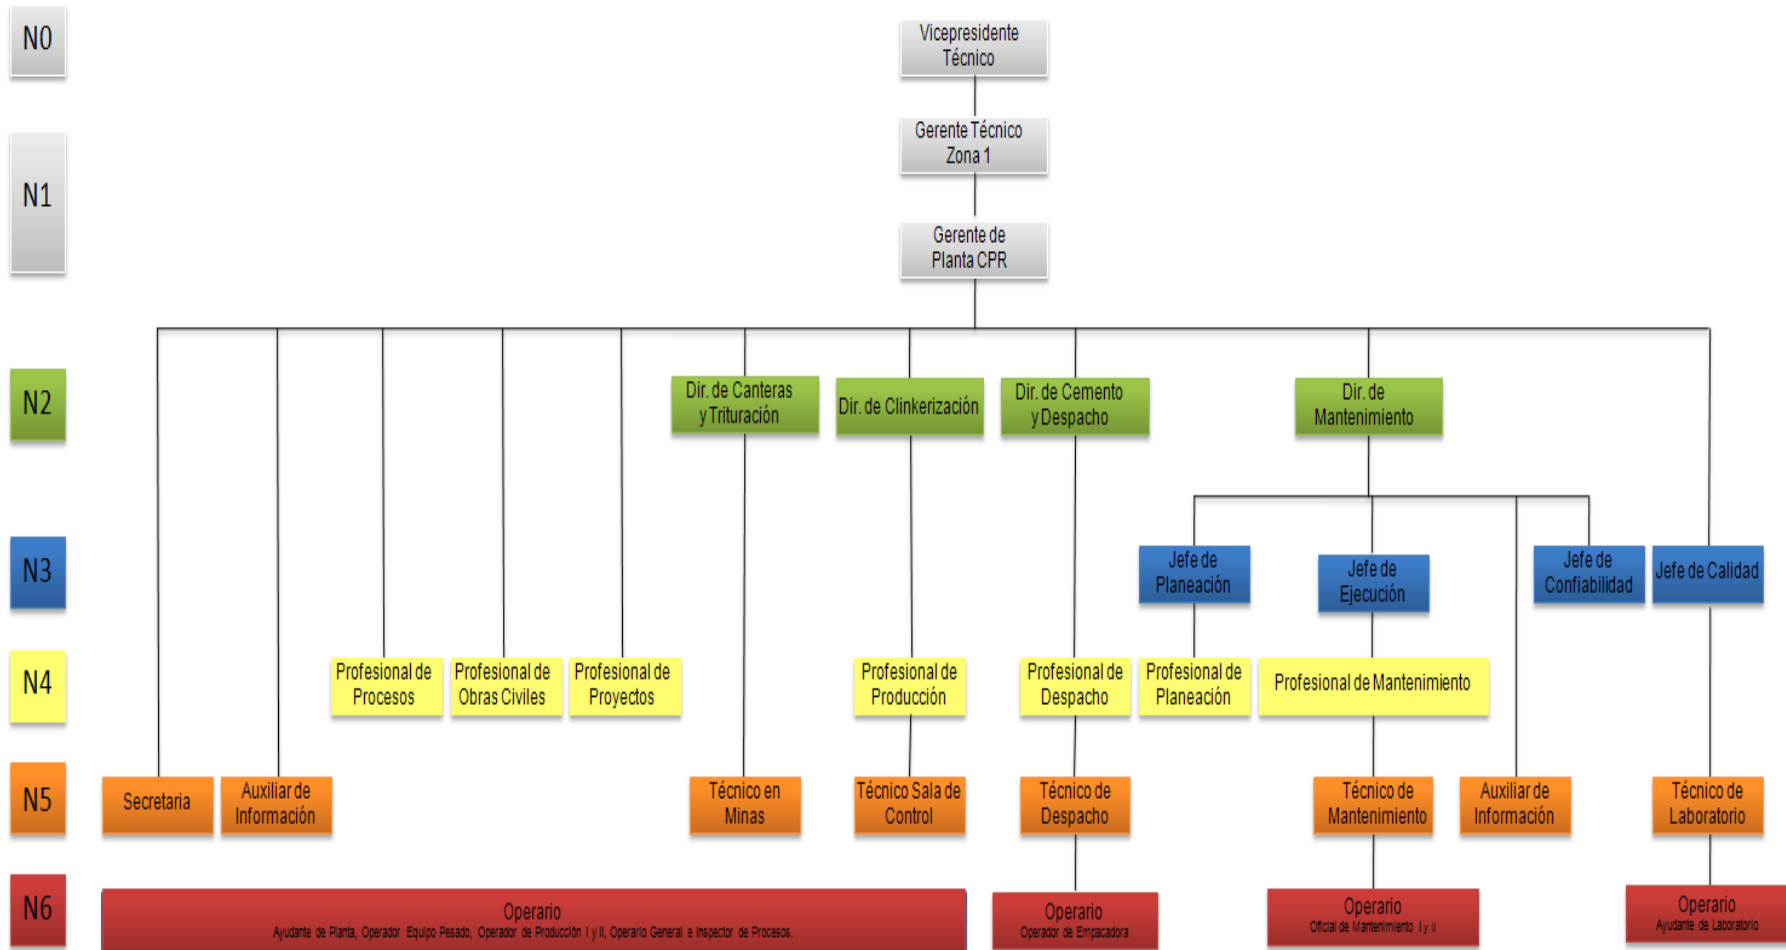 N0
Vicepresidente
Técnico
N1
Gerente Técnico
Zona 1
Gerente de
Planta CPR
N2
Dir. de Canteras
y Trituración
Dir. de Clinkerización
Dir. de Cemento
y Despacho
Dir. de
Mantenimiento
N3
Jefe de
Planeación
Jefe de
Ejecución
Jefe de
Confiabilidad
Jefe de Calidad
N4
Profesional de
Procesos
Profesional de
Obras Civiles
Profesional de
Proyectos
Profesional de
Producción
Profesional de
Despacho
Profesional de
Planeación
Profesional de Mantenimiento
N5
Secretaria
Auxiliar de
Información
Técnico en
Minas
Técnico Sala de
Control
Técnico de
Despacho
Técnico de
Mantenimiento
Auxiliar de
Información
Técnico de
Laboratorio
N6
Operario
Ayudante de Planta, Operador Equipo Pesado, Operador de Producción I y II, Operario General e Inspector de Procesos.
Operario
Operador de Empacadora
Operario
Oficial de Mantenimiento I y II
Operario
Ayudante de Laboratorio